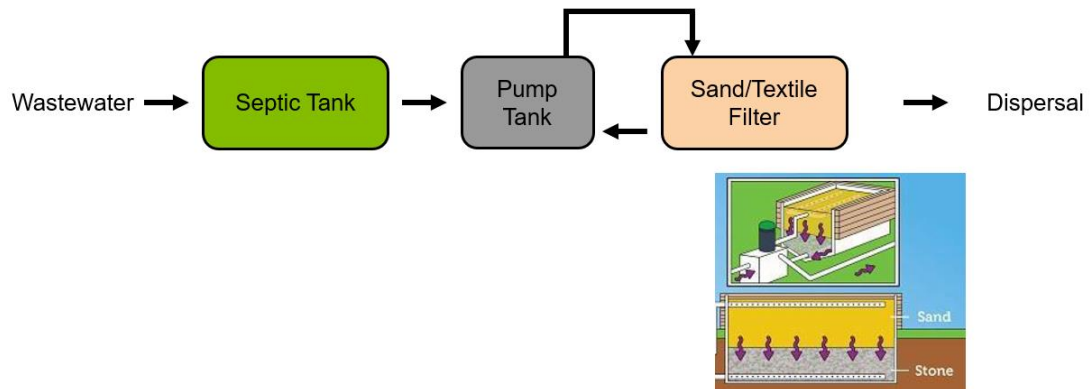 Wastewater
Septic Tank
Pump
Tank
Sand/Textile
Filter
Dispersal
Sand
Stone